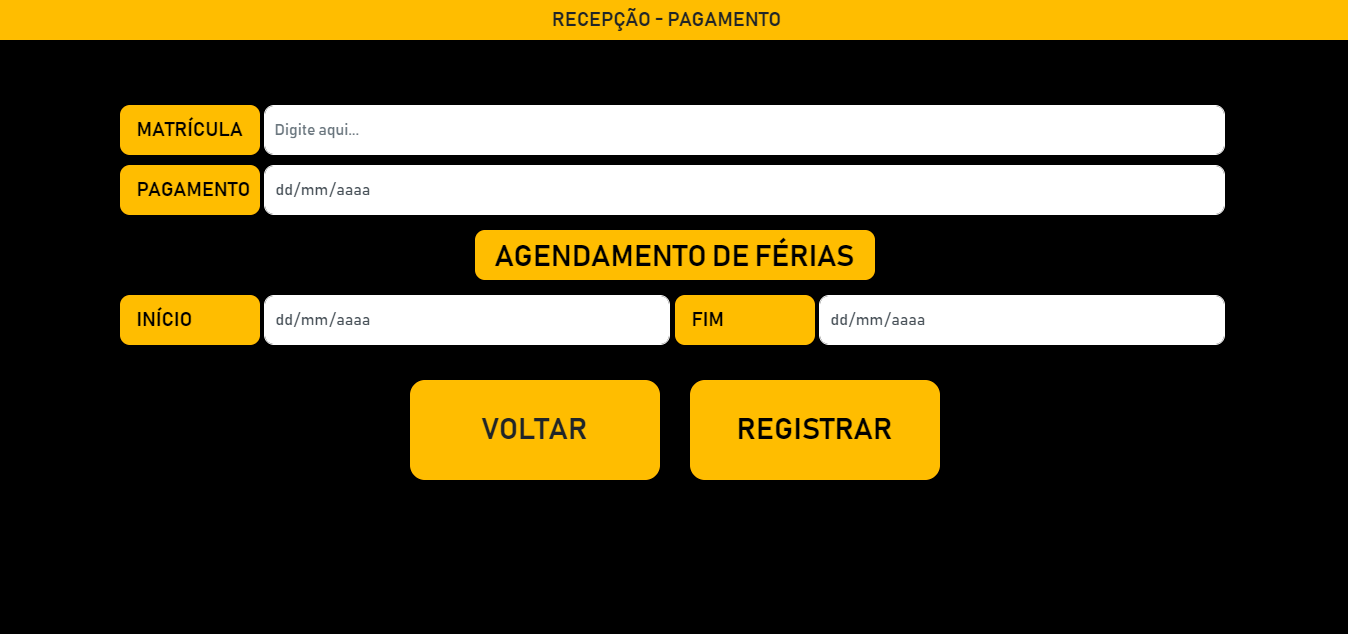 RECEPÇÃO - PAGAMENTO
MATRÍCULA Digite aqui...
PAGAMENTO dd/mm/aaaa
AGENDAMENTO DE FÉRIAS
INÍCIO dd/mm/aaaa FIM dd/mm/aaaa
VOLTAR REGISTRAR